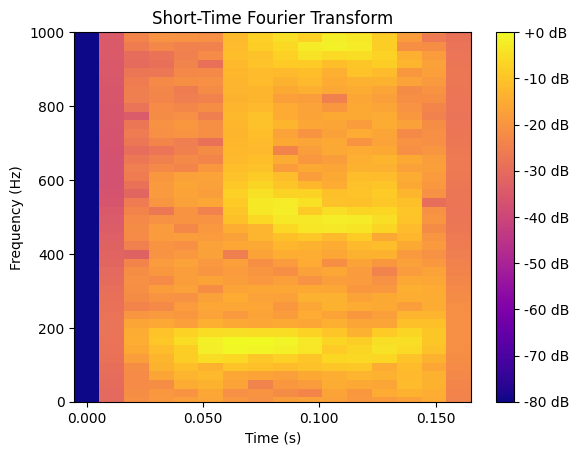 Short-Time Fourier Transform
1000
800
600
400
200
0
Frequency (Hz)
0.000
0.050
0.100
0.150
Time (s)
+0 dB
-10 dB
-20 dB
-30 dB
-40 dB
-50 dB
-60 dB
-70 dB
-80 dB